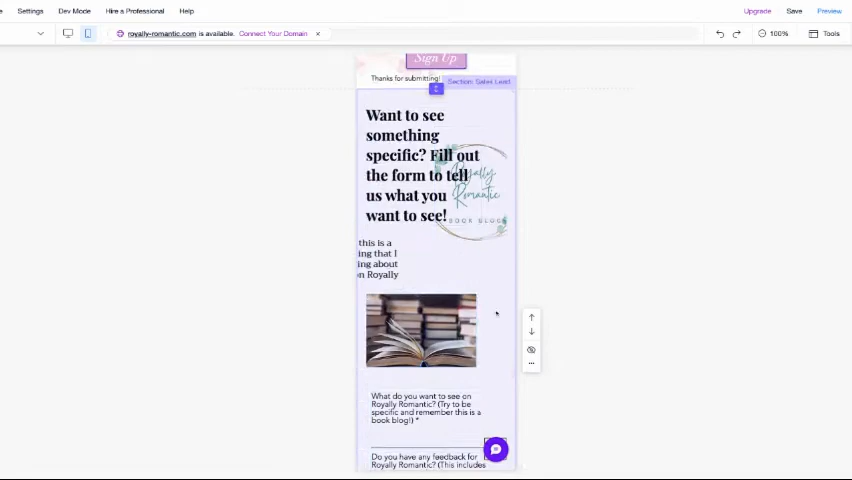 Settings
Dev Mode
Hire a Professional
Help
Upgrade
Save
Preview
royally-romantic.com is available. Connect Your Domain
100%
Tools
Sign Up
Thanks for submitting!
Section: Sales Lead
Want to see
something
specific? Fill out
the form to tell
us what you
want to see!
Royally
Romantic
BOOK BLOG
this is a
ing that I
ing about
n Royally
What do you want to see on
Royally Romantic? (Try to be
specific and remember this is a
book blog!) *
Do you have any feedback for
Royally Romantic? (This includes